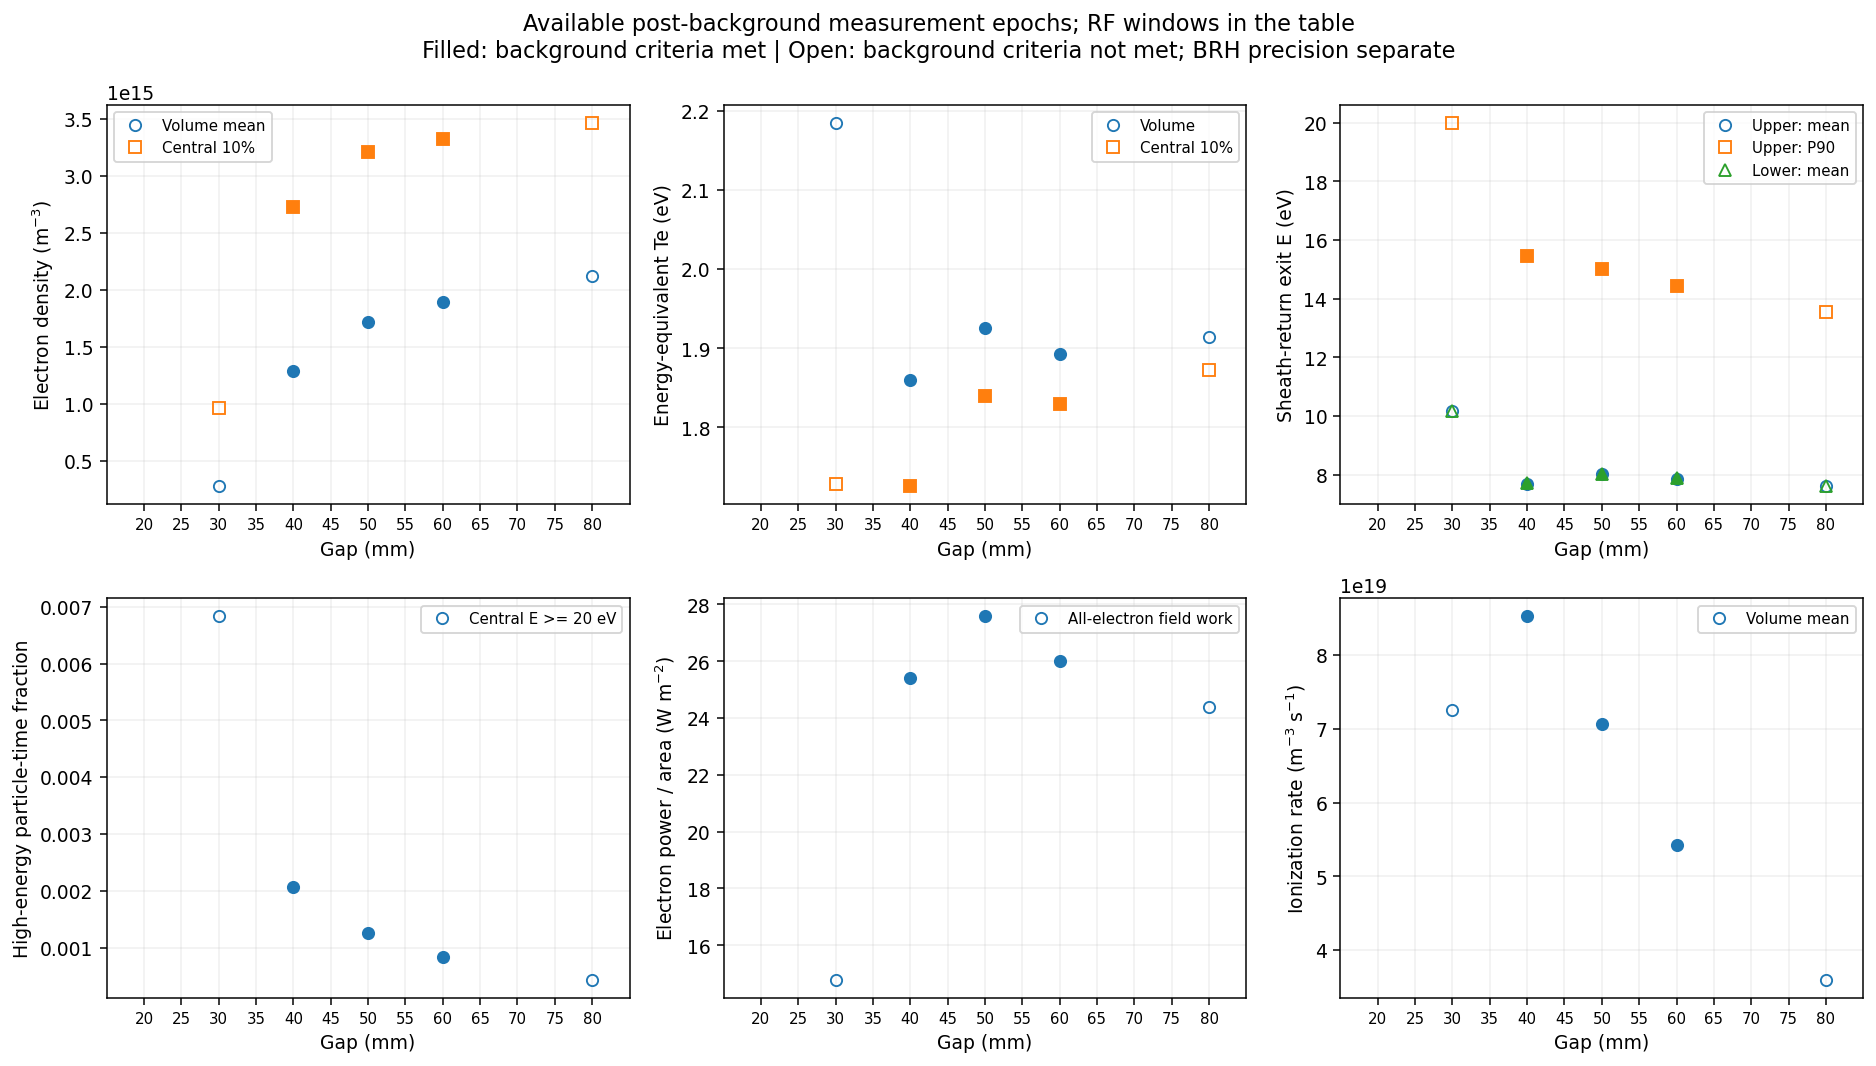 Available post-background measurement epochs; RF windows in the table
Filled: background criteria met | Open: background criteria not met; BRH precision separate
1e15
Electron density (m⁻³)
3.5
3.0
2.5
2.0
1.5
1.0
0.5
Volume mean
Central 10%
20 25 30 35 40 45 50 55 60 65 70 75 80
Gap (mm)
Energy-equivalent Te (eV)
2.2
2.1
2.0
1.9
1.8
Volume
Central 10%
20 25 30 35 40 45 50 55 60 65 70 75 80
Gap (mm)
Sheath-return exit E (eV)
20
18
16
14
12
10
8
Upper: mean
Upper: P90
Lower: mean
20 25 30 35 40 45 50 55 60 65 70 75 80
Gap (mm)
High-energy particle-time fraction
0.007
0.006
0.005
0.004
0.003
0.002
0.001
Central E >= 20 eV
20 25 30 35 40 45 50 55 60 65 70 75 80
Gap (mm)
Electron power / area (W m⁻²)
28
26
24
22
20
18
16
All-electron field work
20 25 30 35 40 45 50 55 60 65 70 75 80
Gap (mm)
1e19
Ionization rate (m⁻³ s⁻¹)
8
7
6
5
4
Volume mean
20 25 30 35 40 45 50 55 60 65 70 75 80
Gap (mm)